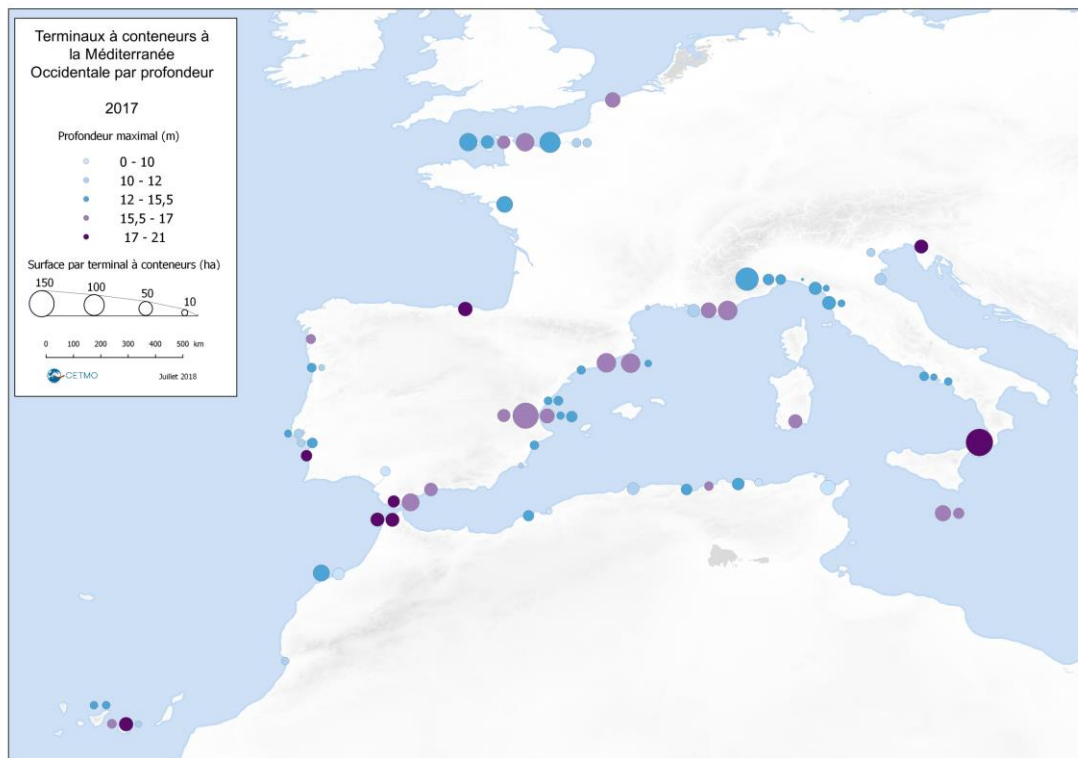 Terminaux à conteneurs à
la Méditerranée
Occidentale par profondeur
2017
Profondeur maximal (m)
0 - 10
10 - 12
12 - 15,5
15,5 - 17
17 - 21
Surface par terminal à conteneurs (ha)
150
100
50
10
0 100 200 300 400 500 km
CETMO
Juillet 2018